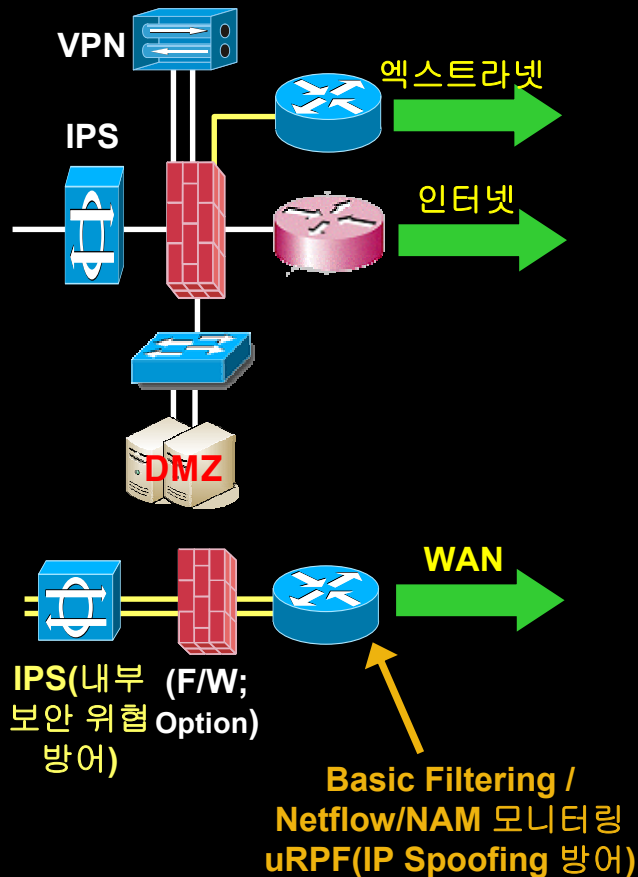 VPN
엑스트라넷
IPS
인터넷
DMZ
WAN
IPS(내부
보안 위협
방어)
(F/W;
Option)
Basic Filtering /
Netflow/NAM 모니터링
uRPF(IP Spoofing 방어)